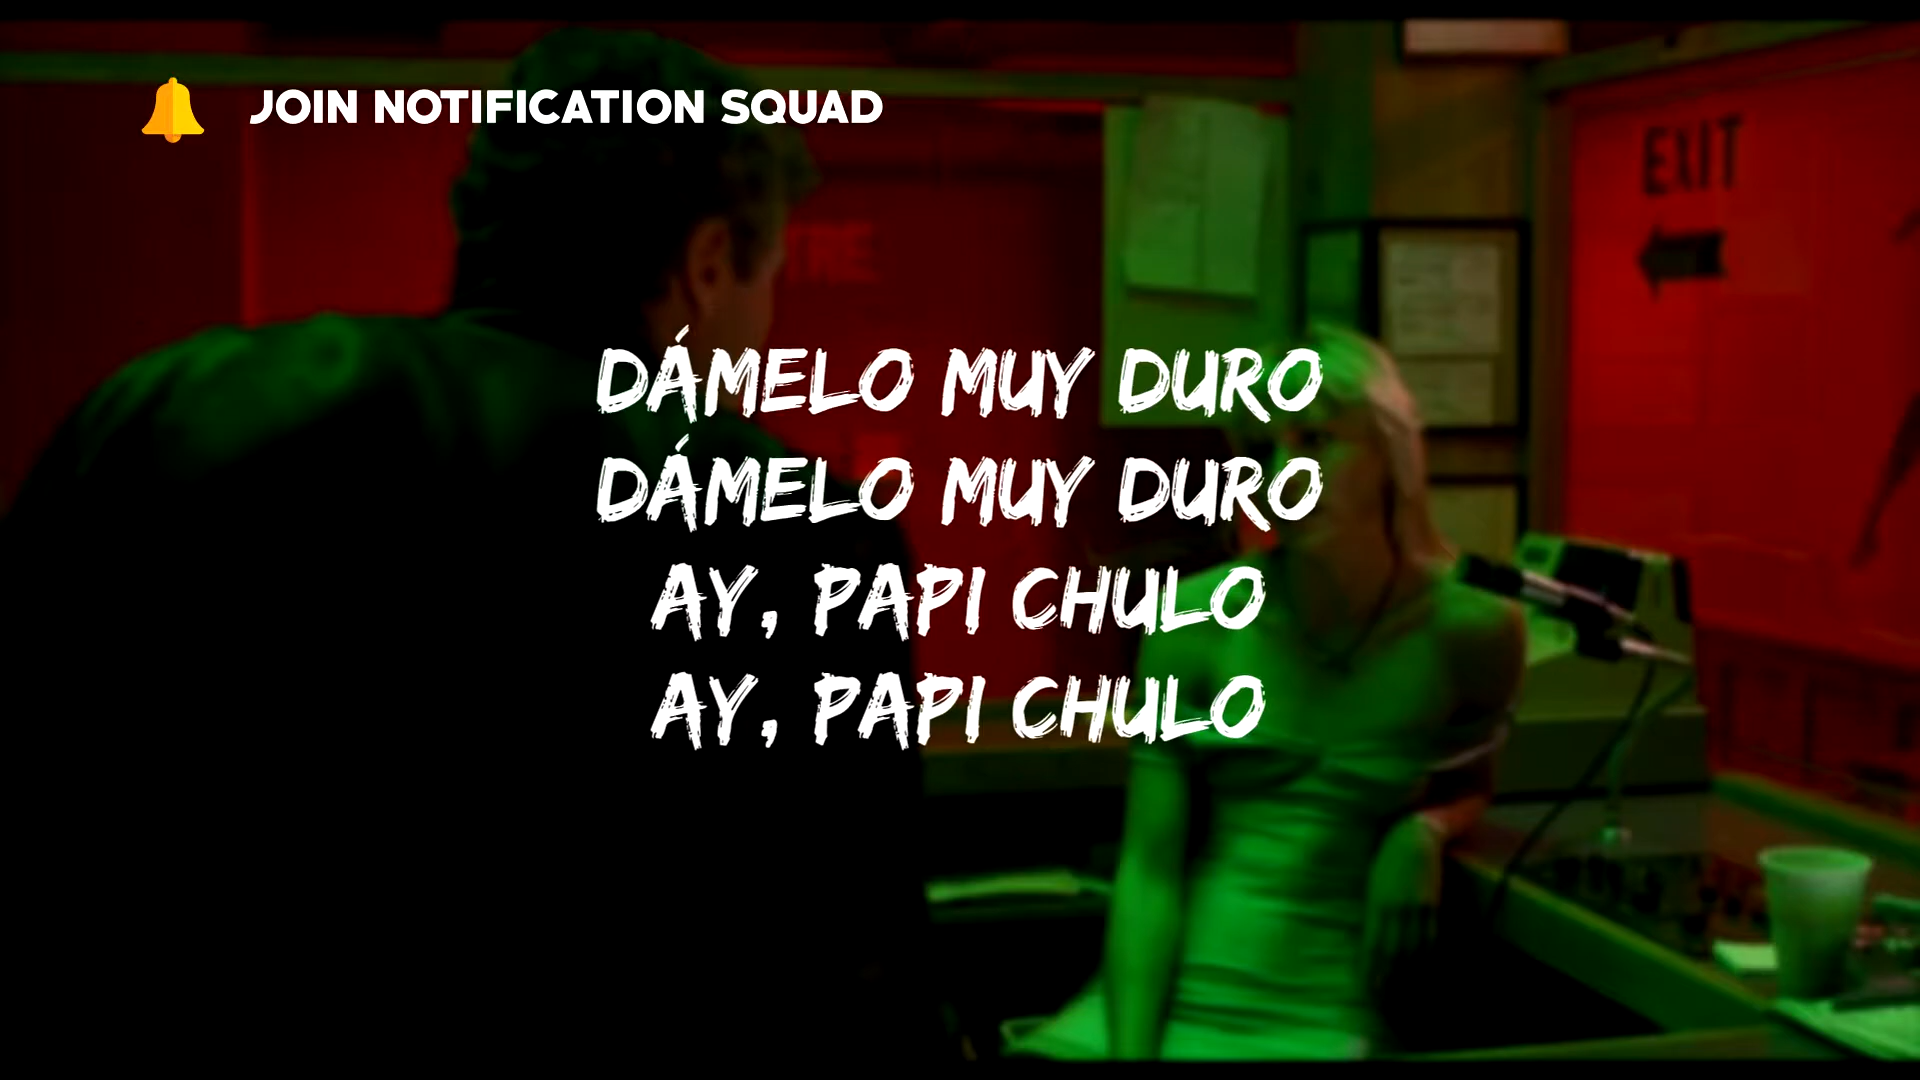 JOIN NOTIFICATION SQUAD
EXIT
DÁMELO MUY DURO
DÁMELO MUY DURO
AY, PAPI CHULO
AY, PAPI CHULO